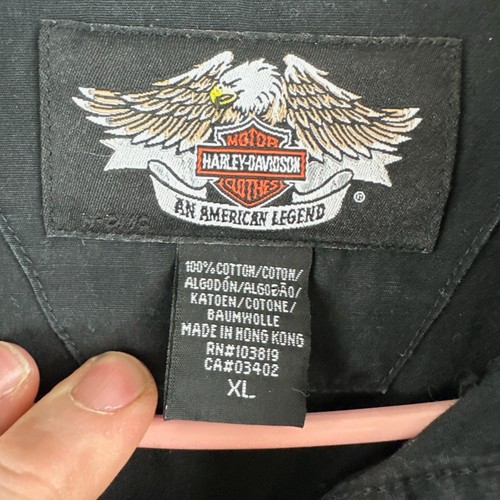 MOTOR
HARLEY-DAVIDSON
CLOTHES
AN AMERICAN LEGEND
®
100% COTTON/COTON/
ALGODÓN/ALGODÃO/
KATOEN/COTONE/
BAUMWOLLE
MADE IN HONG KONG
RN#103819
CA#03402
XL